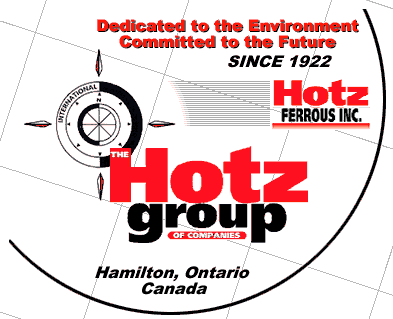 Dedicated to the Environment
Committed to the Future
SINCE 1922
Hotz
FERROUS INC.
INTERNATIONAL
N
THE
Hotz
group
OF COMPANIES
Hamilton, Ontario
Canada